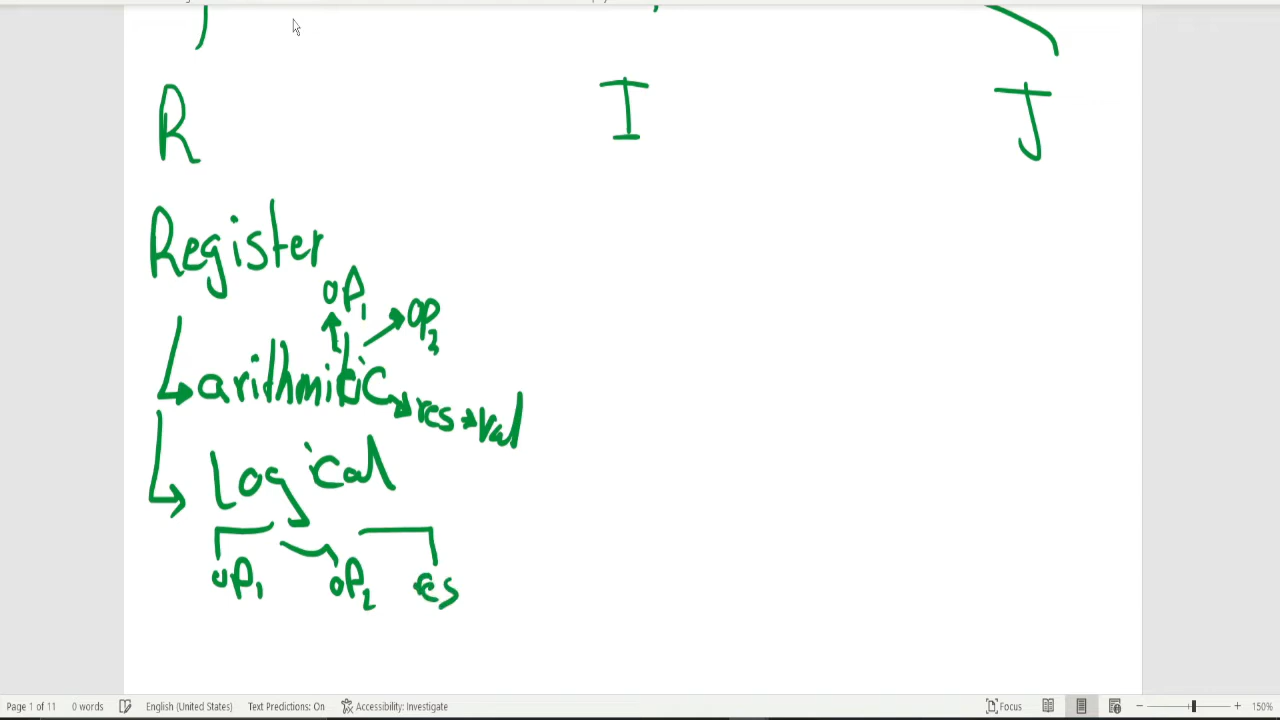 R I J
Register
OP1
OP2
arithmitic
res → val
Logical
OP1 OP2 res
Page 1 of 11 0 words English (United States) Text Predictions: On Accessibility: Investigate Focus 150%